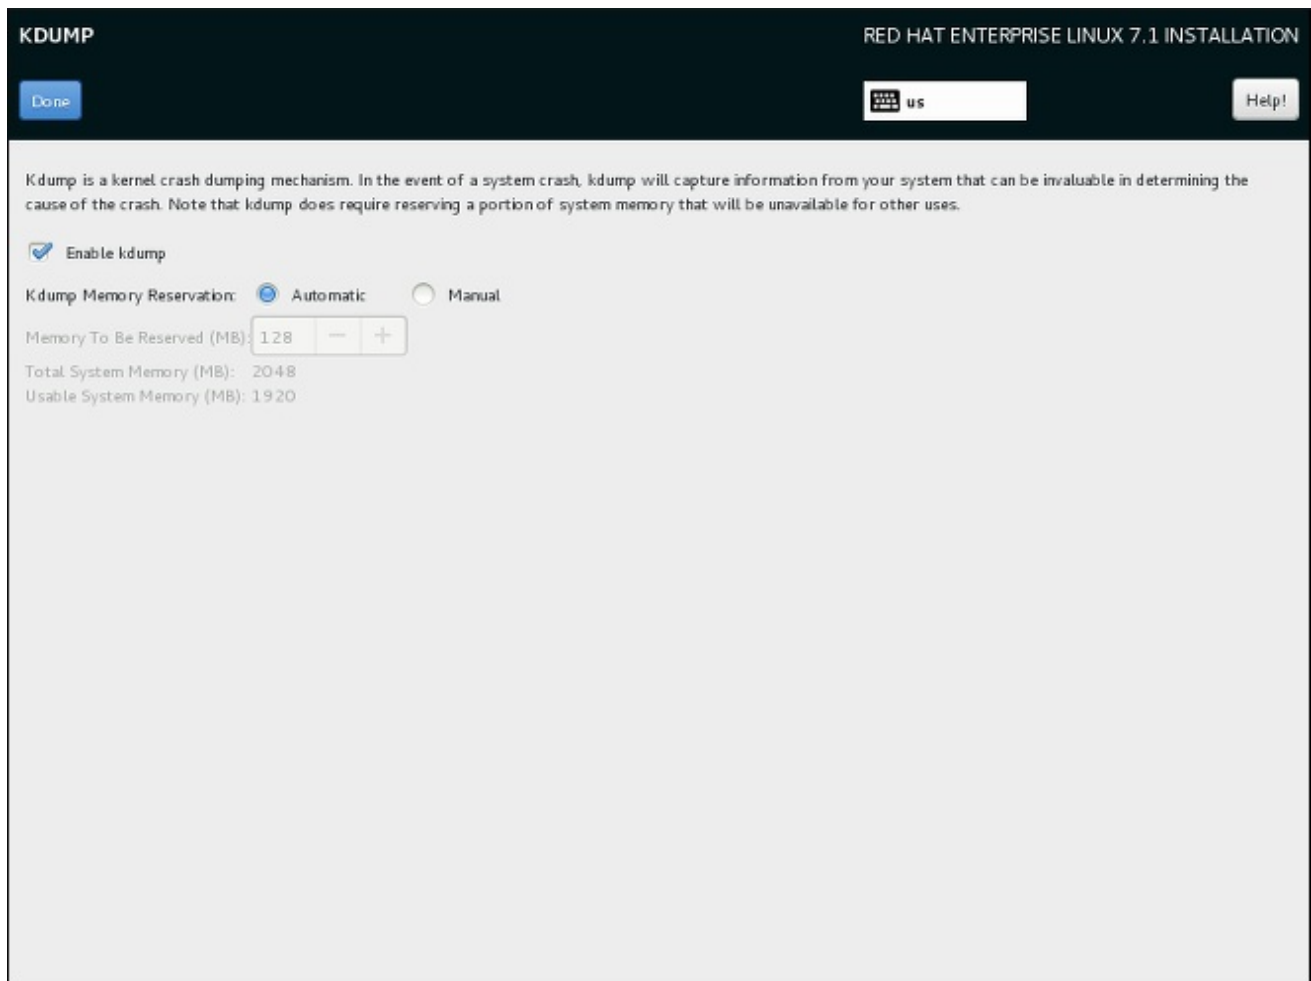 KDUMP
RED HAT ENTERPRISE LINUX 7.1 INSTALLATION
Done
us
Help!
Kdump is a kernel crash dumping mechanism. In the event of a system crash, kdump will capture information from your system that can be invaluable in determining the
cause of the crash. Note that kdump does require reserving a portion of system memory that will be unavailable for other uses.
Enable kdump
Kdump Memory Reservation: Automatic Manual
Memory To Be Reserved (MB): 128 − +
Total System Memory (MB): 2048
Usable System Memory (MB): 1920